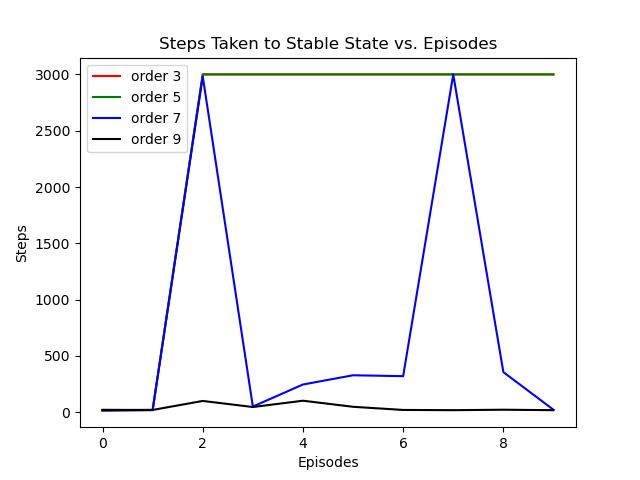 Steps Taken to Stable State vs. Episodes
order 3
order 5
order 7
order 9
3000
2500
2000
1500
1000
500
0
Steps
0 2 4 6 8
Episodes